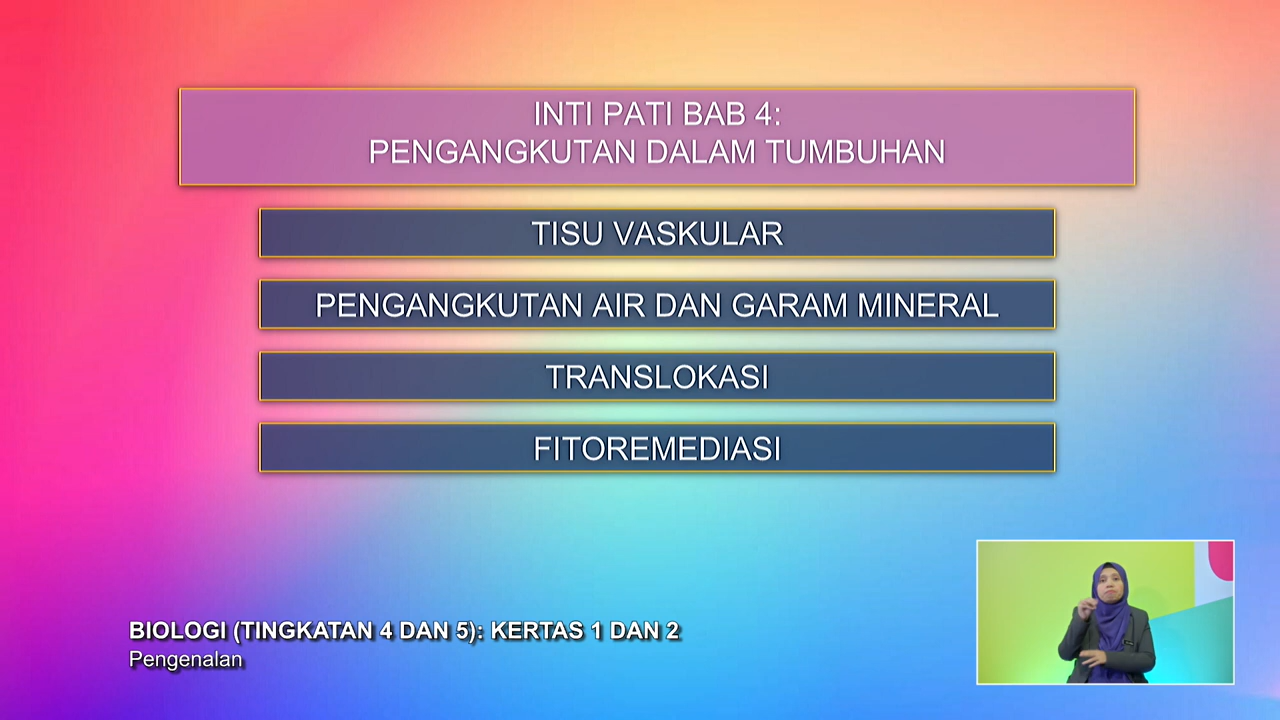 INTI PATI BAB 4:
PENGANGKUTAN DALAM TUMBUHAN
TISU VASKULAR
PENGANGKUTAN AIR DAN GARAM MINERAL
TRANSLOKASI
FITOREMEDIASI
BIOLOGI (TINGKATAN 4 DAN 5): KERTAS 1 DAN 2
Pengenalan